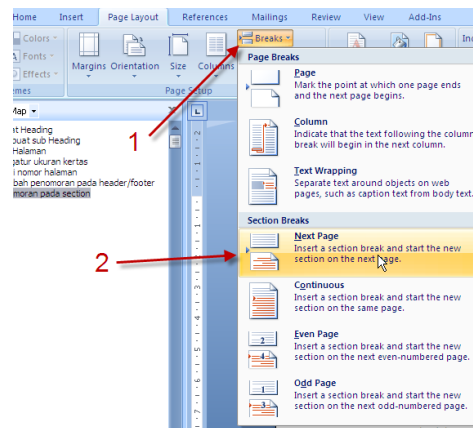 Home Insert Page Layout References Mailings Review View Add-Ins
Colors
Fonts
Effects
Margins Orientation Size Columns
Breaks
Page Setup
Page Breaks
Page
Mark the point at which one page ends
and the next page begins.
Column
Indicate that the text following the column
break will begin in the next column.
Text Wrapping
Separate text around objects on web
pages, such as caption text from body text.
Section Breaks
Next Page
Insert a section break and start the new
section on the next page.
Continuous
Insert a section break and start the new
section on the same page.
Even Page
Insert a section break and start the new
section on the next even-numbered page.
Odd Page
Insert a section break and start the new
section on the next odd-numbered page.
Map
t Heading
uat sub Heading
Halaman
gatur ukuran kertas
i nomor halaman
bah penomoran pada header/footer
moran pada section
1
2